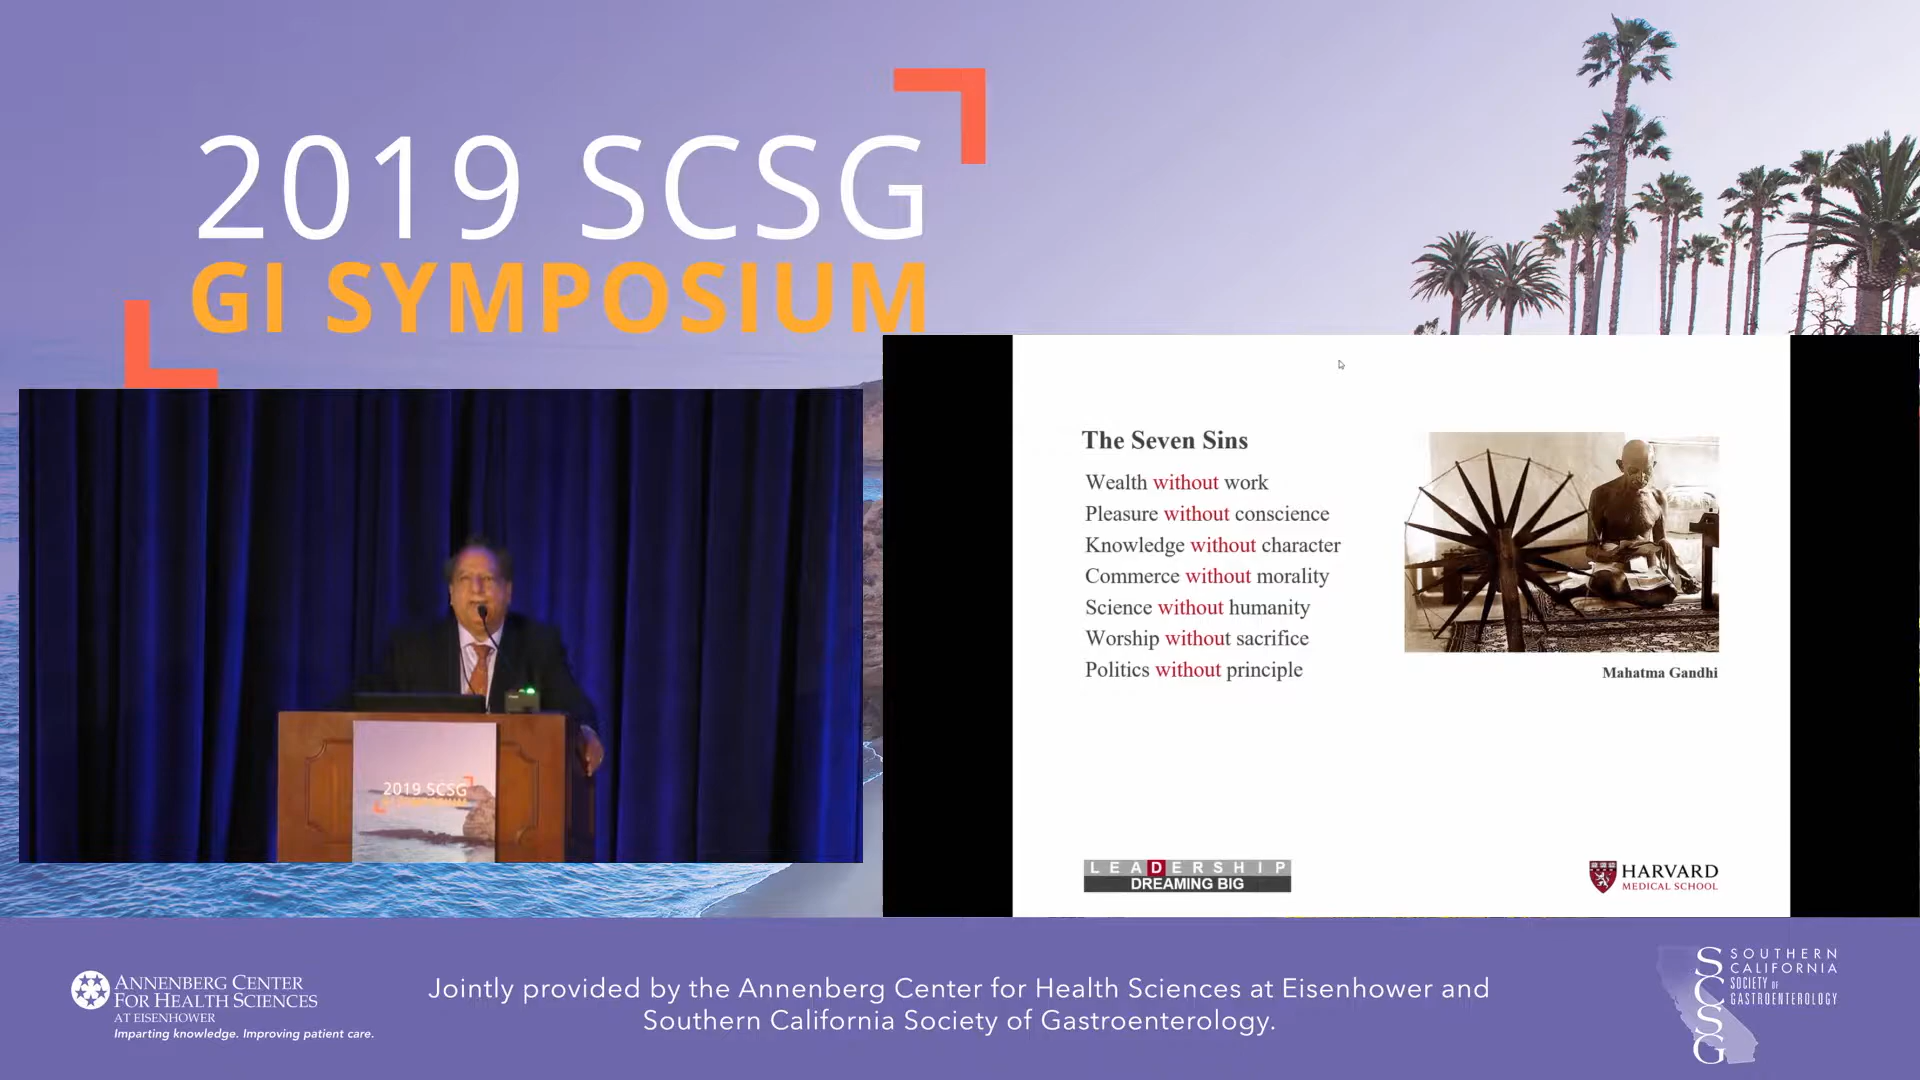 2019 SCSG
GI SYMPOSIUM
2019 SCSG
The Seven Sins
Wealth without work
Pleasure without conscience
Knowledge without character
Commerce without morality
Science without humanity
Worship without sacrifice
Politics without principle
Mahatma Gandhi
LEADERSHIP
DREAMING BIG
HARVARD
MEDICAL SCHOOL
ANNENBERG CENTER
FOR HEALTH SCIENCES
AT EISENHOWER
Imparting knowledge. Improving patient care.
Jointly provided by the Annenberg Center for Health Sciences at Eisenhower and
Southern California Society of Gastroenterology.
SCSG
SOUTHERN
CALIFORNIA
SOCIETY OF
GASTROENTEROLOGY